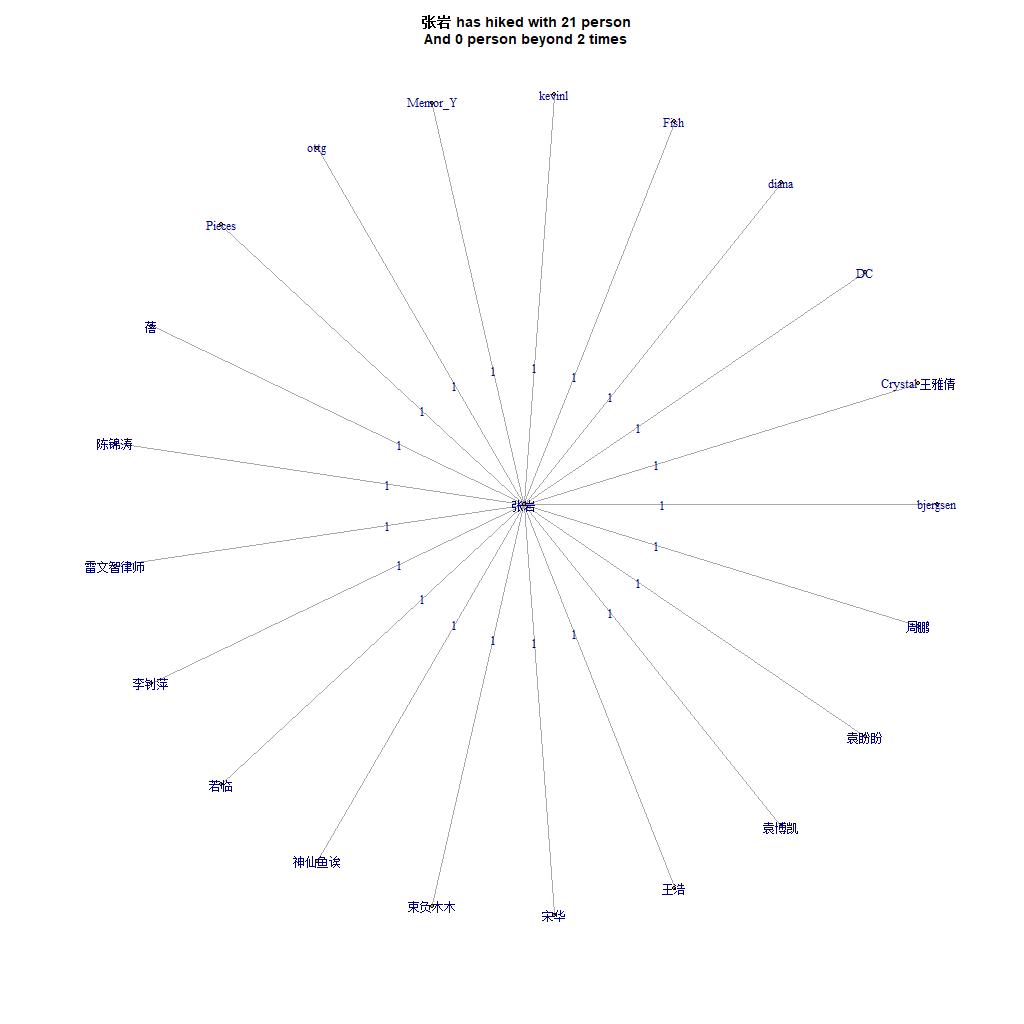 张岩 has hiked with 21 person
And 0 person beyond 2 times
kevinl
Memor_Y
Fish
ottg
diana
Pieces
DC
蓓
Crystal王雅倩
陈锦涛
1
1
1
1
1
1
1
1
1
1
1
张岩
1
bjergsen
1
1
1
1
1
1
1
1
1
雷文智律师
周鹏
李钊萍
袁盼盼
若临
袁博凯
神仙鱼诶
王浩
束负木木
宋华